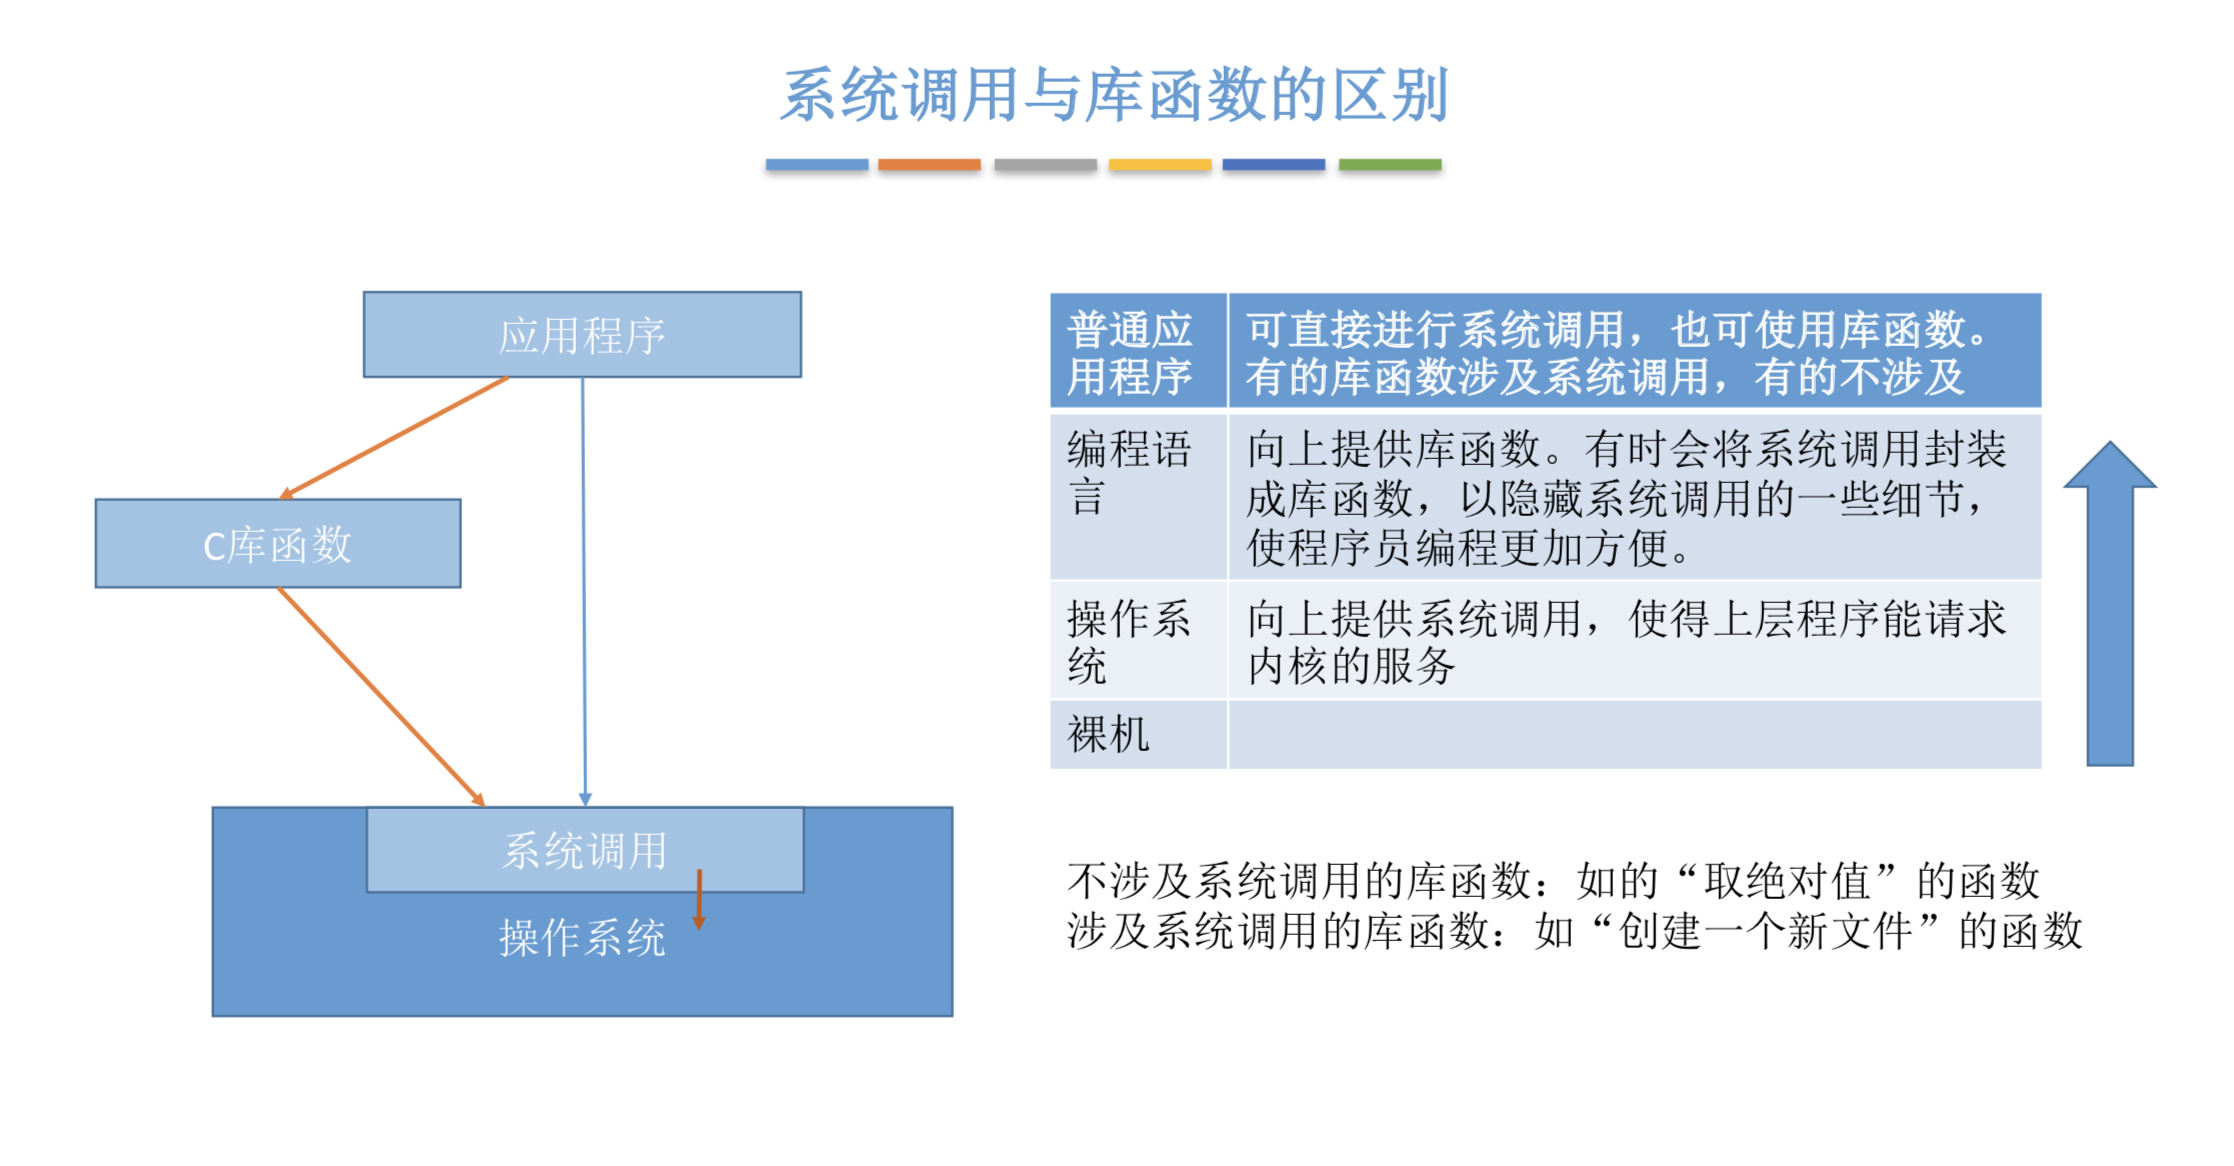 系统调用与库函数的区别
应用程序
C库函数
系统调用
操作系统
普通应
用程序
可直接进行系统调用，也可使用库函数。
有的库函数涉及系统调用，有的不涉及
编程语
言
向上提供库函数。有时会将系统调用封装
成库函数，以隐藏系统调用的一些细节，
使程序员编程更加方便。
操作系
统
向上提供系统调用，使得上层程序能请求
内核的服务
裸机
不涉及系统调用的库函数：如的“取绝对值”的函数
涉及系统调用的库函数：如“创建一个新文件”的函数